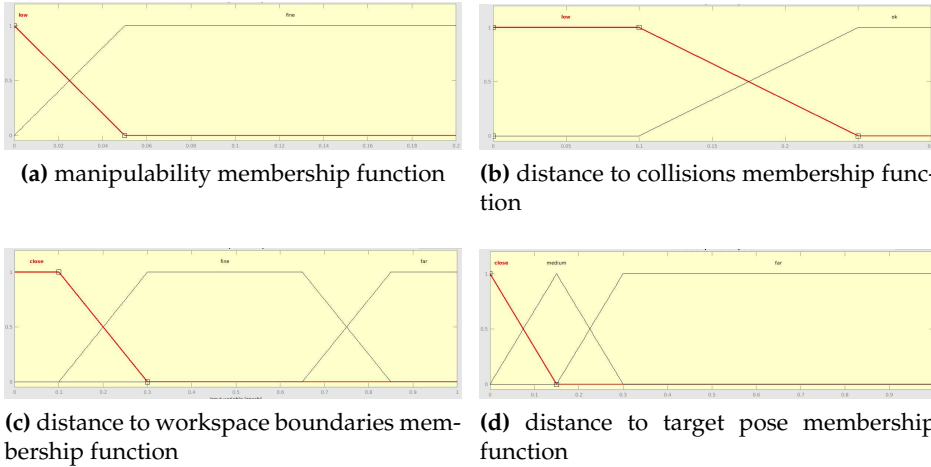 low fine
1
0.5
0
0 0.02 0.04 0.06 0.08 0.1 0.12 0.14 0.16 0.18 0.2
(a) manipulability membership function
low ok
1
0.5
0
0 0.05 0.1 0.15 0.2 0.25
(b) distance to collisions membership func-
tion
close fine far
1
0.5
0
0 0.1 0.2 0.3 0.4 0.5 0.6 0.7 0.8 0.9 1
(c) distance to workspace boundaries mem-
bership function
close medium far
1
0.5
0
0 0.1 0.2 0.3 0.4 0.5 0.6 0.7 0.8 0.9
(d) distance to target pose membership
function